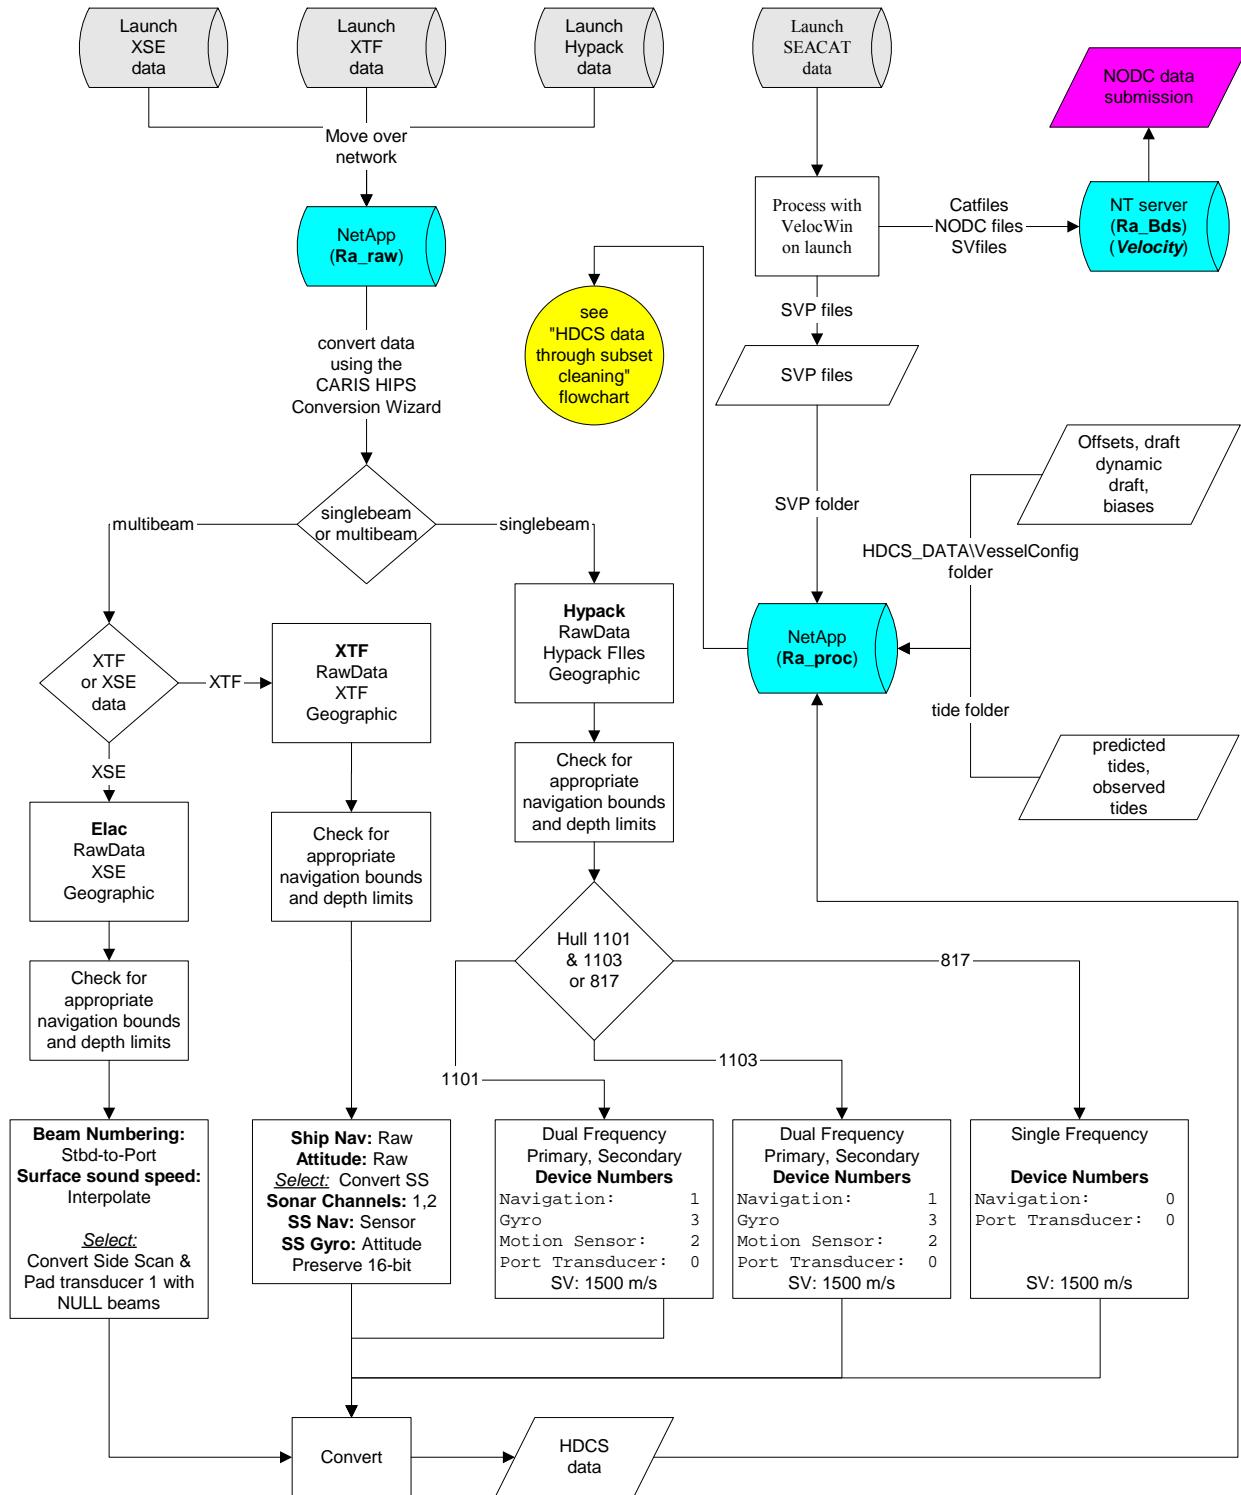 Launch
XSE
data
Launch
XTF
data
Launch
Hypack
data
Launch
SEACAT
data
NODC data
submission
Move over
network
Process with
VelocWin
on launch
Catfiles
NODC files
SVfiles
NT server
(Ra_Bds)
(Velocity)
NetApp
(Ra_raw)
see
"HDCS data
through subset
cleaning"
flowchart
SVP files
SVP files
convert data
using the
CARIS HIPS
Conversion Wizard
Offsets, draft
dynamic
draft,
biases
SVP folder
multibeam
singlebeam
or multibeam
singlebeam
HDCS_DATA\VesselConfig
folder
Hypack
RawData
Hypack FIles
Geographic
NetApp
(Ra_proc)
XTF
or XSE
data
XTF
XTF
RawData
XTF
Geographic
tide folder
predicted
tides,
observed
tides
XSE
Check for
appropriate
navigation bounds
and depth limits
Elac
RawData
XSE
Geographic
Check for
appropriate
navigation bounds
and depth limits
Hull 1101
& 1103
or 817
817
Check for
appropriate
navigation bounds
and depth limits
1103
1101
Beam Numbering:
Stbd-to-Port
Surface sound speed:
Interpolate
Select:
Convert Side Scan &
Pad transducer 1 with
NULL beams
Ship Nav: Raw
Attitude: Raw
Select: Convert SS
Sonar Channels: 1,2
SS Nav: Sensor
SS Gyro: Attitude
Preserve 16-bit
Dual Frequency
Primary, Secondary
Device Numbers
Navigation: 1
Gyro 3
Motion Sensor: 2
Port Transducer: 0
SV: 1500 m/s
Dual Frequency
Primary, Secondary
Device Numbers
Navigation: 1
Gyro 3
Motion Sensor: 2
Port Transducer: 0
SV: 1500 m/s
Single Frequency
Device Numbers
Navigation: 0
Port Transducer: 0
SV: 1500 m/s
Convert
HDCS
data